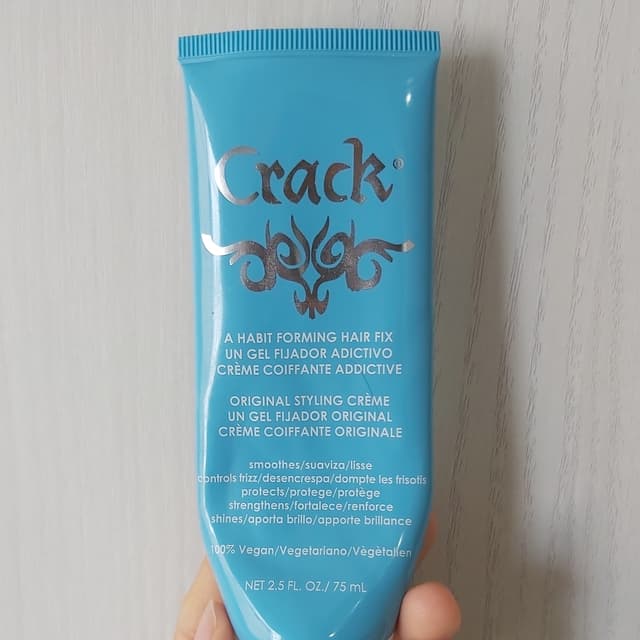 Crack®
A HABIT FORMING HAIR FIX
UN GEL FIJADOR ADICTIVO
CRÈME COIFFANTE ADDICTIVE
ORIGINAL STYLING CRÈME
UN GEL FIJADOR ORIGINAL
CRÈME COIFFANTE ORIGINALE
smoothes/suaviza/lisse
controls frizz/desencrespa/dompte les frisotis
protects/protege/protège
strengthens/fortalece/renforce
shines/aporta brillo/apporte brillance
100% Vegan/Vegetariano/Vègètalien
NET 2.5 FL. OZ./ 75 mL